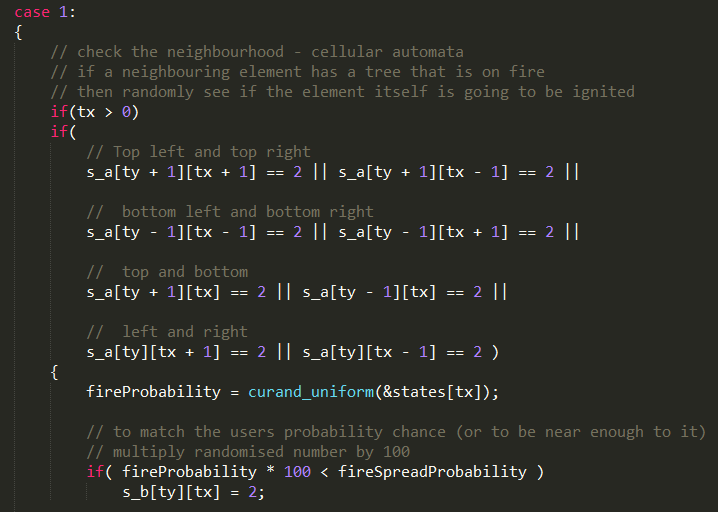 case 1:
{
// check the neighbourhood - cellular automata
// if a neighbouring element has a tree that is on fire
// then randomly see if the element itself is going to be ignited
if(tx > 0)
if(
// Top left and top right
s_a[ty + 1][tx + 1] == 2 || s_a[ty + 1][tx - 1] == 2 ||
//  bottom left and bottom right
s_a[ty - 1][tx - 1] == 2 || s_a[ty - 1][tx + 1] == 2 ||
//  top and bottom
s_a[ty + 1][tx] == 2 || s_a[ty - 1][tx] == 2 ||
//  left and right
s_a[ty][tx + 1] == 2 || s_a[ty][tx - 1] == 2 )
{
fireProbability = curand_uniform(&states[tx]);
// to match the users probability chance (or to be near enough to it)
// multiply randomised number by 100
if( fireProbability * 100 < fireSpreadProbability )
s_b[ty][tx] = 2;